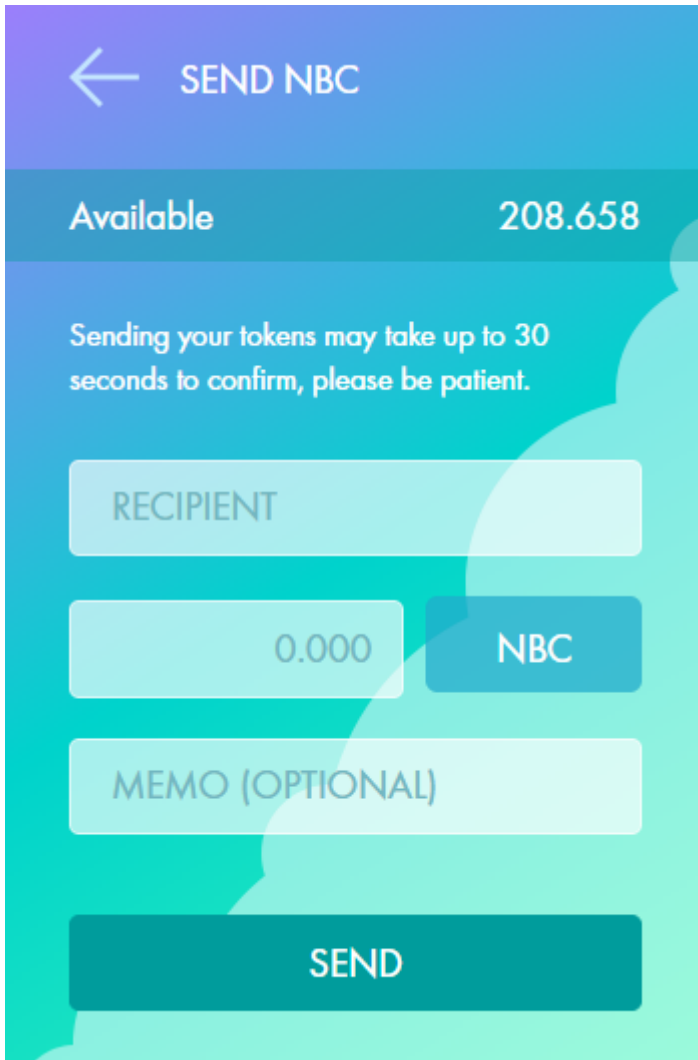 SEND NBC
Available 208.658
Sending your tokens may take up to 30
seconds to confirm, please be patient.
RECIPIENT
0.000 NBC
MEMO (OPTIONAL)
SEND